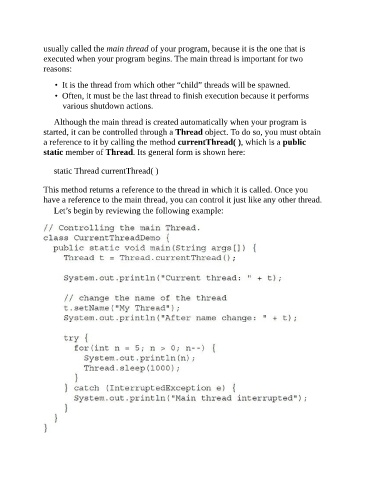 usually called the main thread of your program, because it is the one that is
executed when your program begins. The main thread is important for two
reasons:
• It is the thread from which other “child” threads will be spawned.
• Often, it must be the last thread to finish execution because it performs
various shutdown actions.
Although the main thread is created automatically when your program is
started, it can be controlled through a Thread object. To do so, you must obtain
a reference to it by calling the method currentThread( ), which is a public
static member of Thread. Its general form is shown here:
static Thread currentThread( )
This method returns a reference to the thread in which it is called. Once you
have a reference to the main thread, you can control it just like any other thread.
Let’s begin by reviewing the following example:
// Controlling the main Thread.
class CurrentThreadDemo {
public static void main(String args[]) {
Thread t = Thread.currentThread();
System.out.println("Current thread: " + t);
// change the name of the thread
t.setName("My Thread");
System.out.println("After name change: " + t);
try {
for(int n = 5; n > 0; n--) {
System.out.println(n);
Thread.sleep(1000);
}
} catch (InterruptedException e) {
System.out.println("Main thread interrupted");
}
}
}